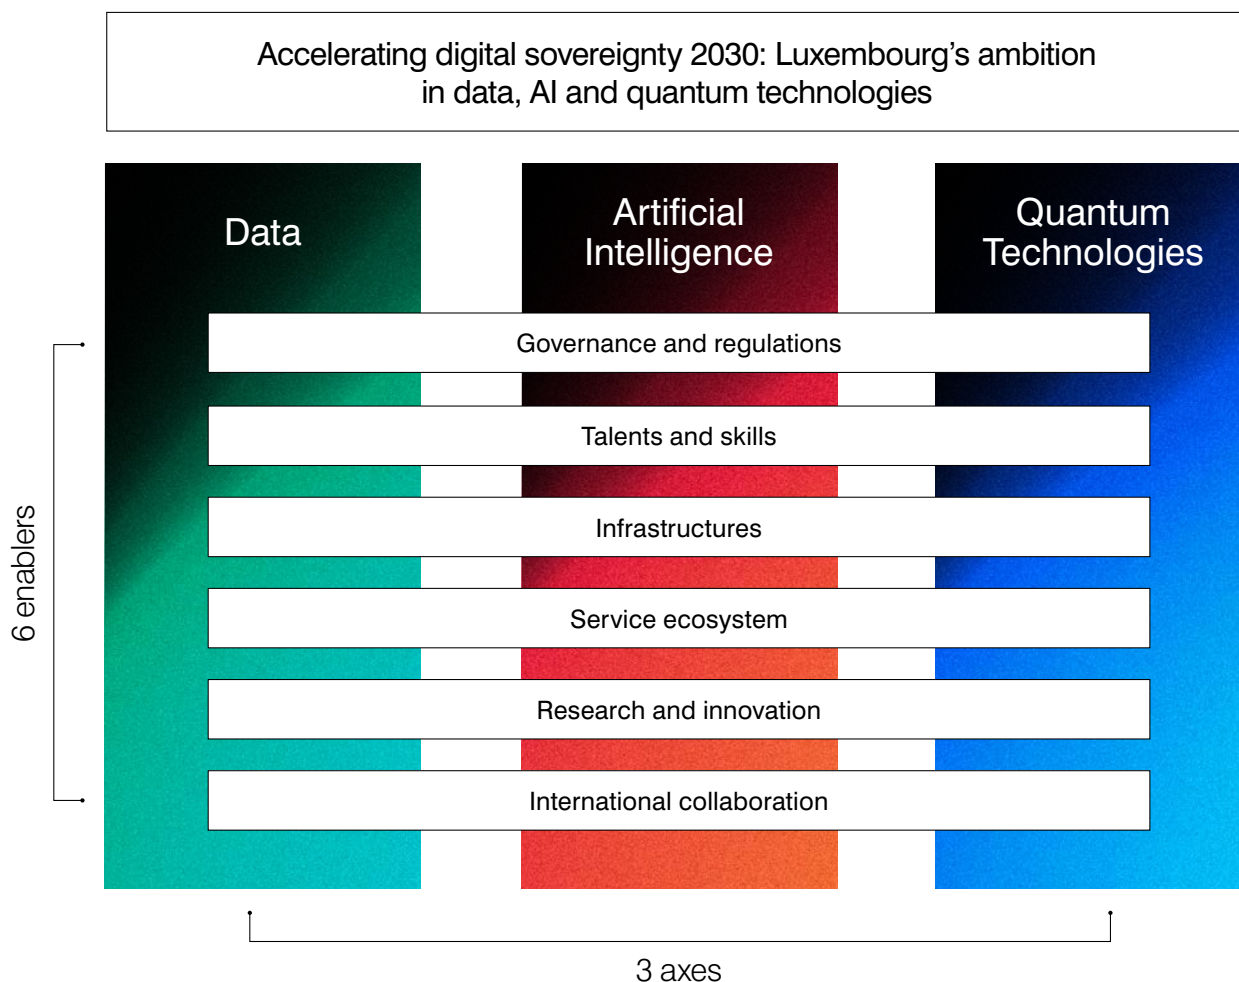 Accelerating digital sovereignty 2030: Luxembourg’s ambition
in data, AI and quantum technologies
Data
Artificial
Intelligence
Quantum
Technologies
Governance and regulations
Talents and skills
Infrastructures
Service ecosystem
Research and innovation
International collaboration
6 enablers
3 axes